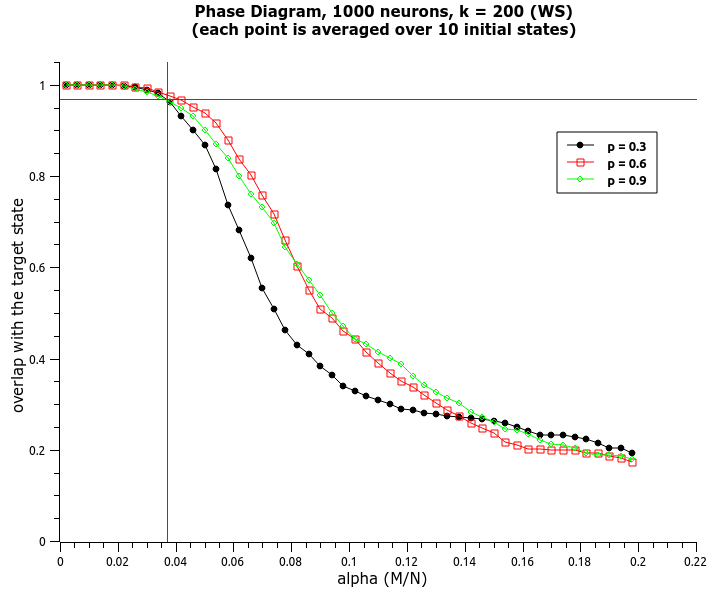 Phase Diagram, 1000 neurons, k = 200 (WS)
(each point is averaged over 10 initial states)
overlap with the target state
1
0.8
0.6
0.4
0.2
0
p = 0.3
p = 0.6
p = 0.9
0 0.02 0.04 0.06 0.08 0.1 0.12 0.14 0.16 0.18 0.2 0.22
alpha (M/N)